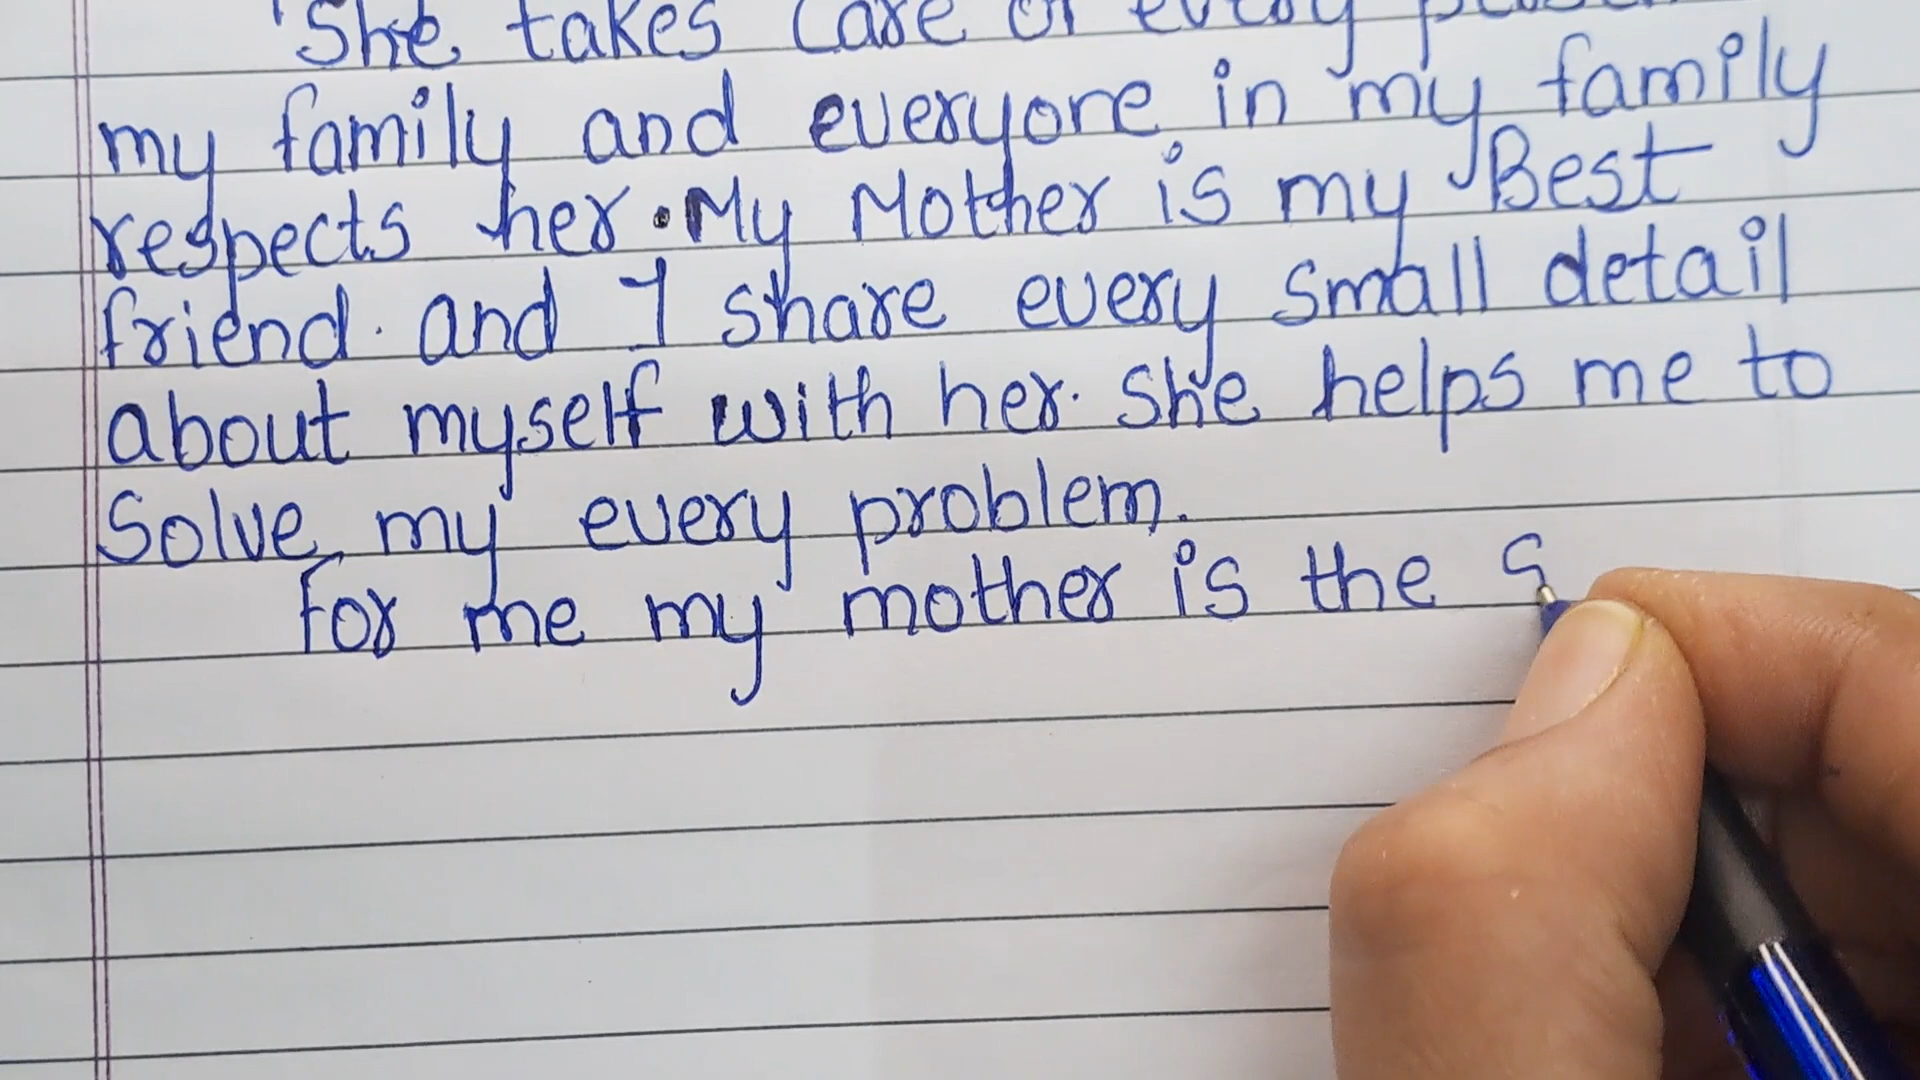 She takes care of every
my family and everyone in my family
respects her. My Mother is my Best
friend. and I share every small detail
about myself with her. She helps me to
Solve my every problem.
For me my mother is the